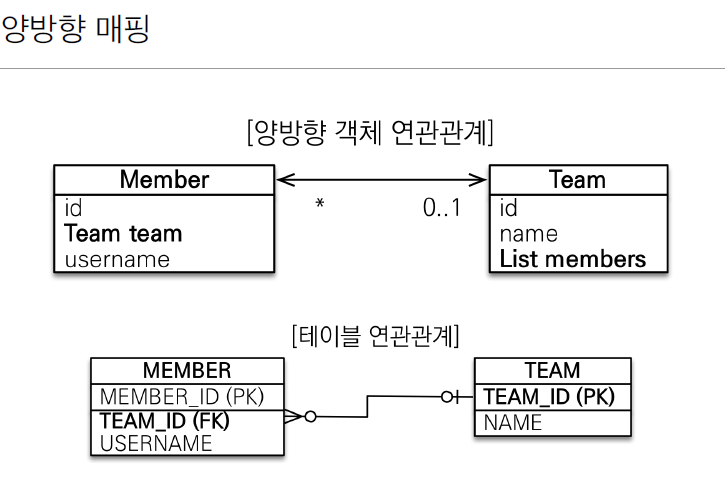 양방향 매핑
[양방향 객체 연관관계]
Member
id
Team team
username
*
0..1
Team
id
name
List members
[테이블 연관관계]
MEMBER
MEMBER_ID (PK)
TEAM_ID (FK)
USERNAME
TEAM
TEAM_ID (PK)
NAME